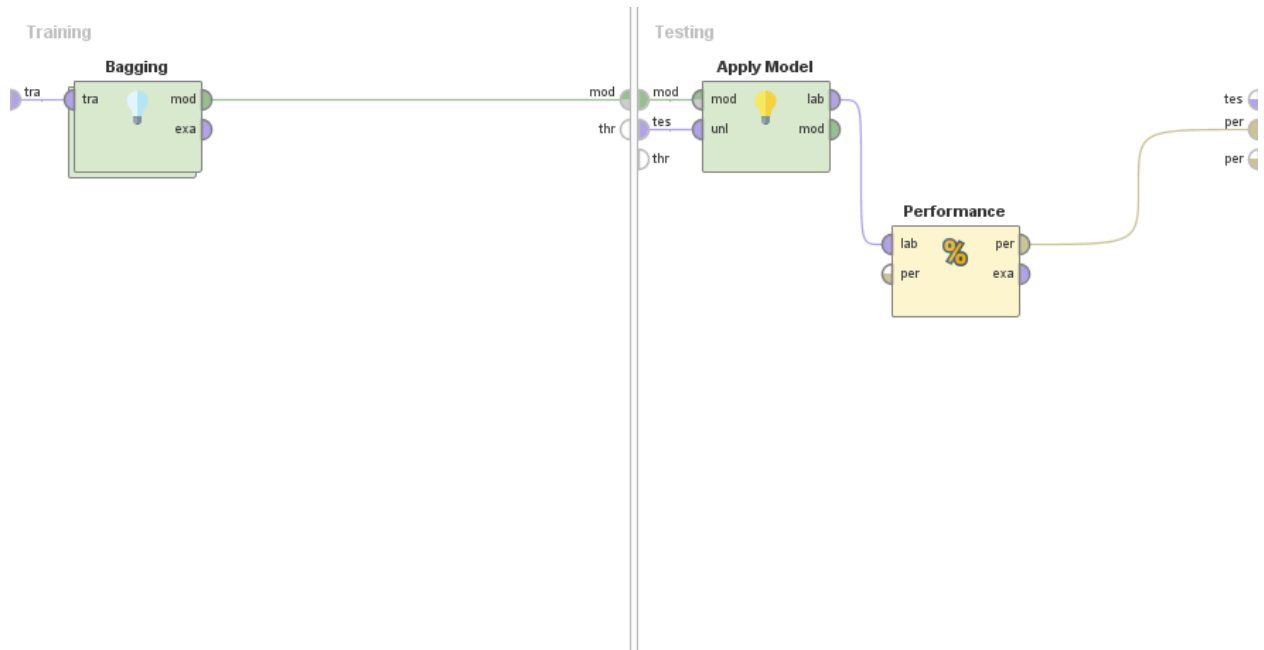 Training
Bagging
tra
tra
mod
exa
mod
thr
Testing
Apply Model
mod
tes
thr
mod
lab
unl
mod
Performance
lab
per
per
exa
tes
per
per